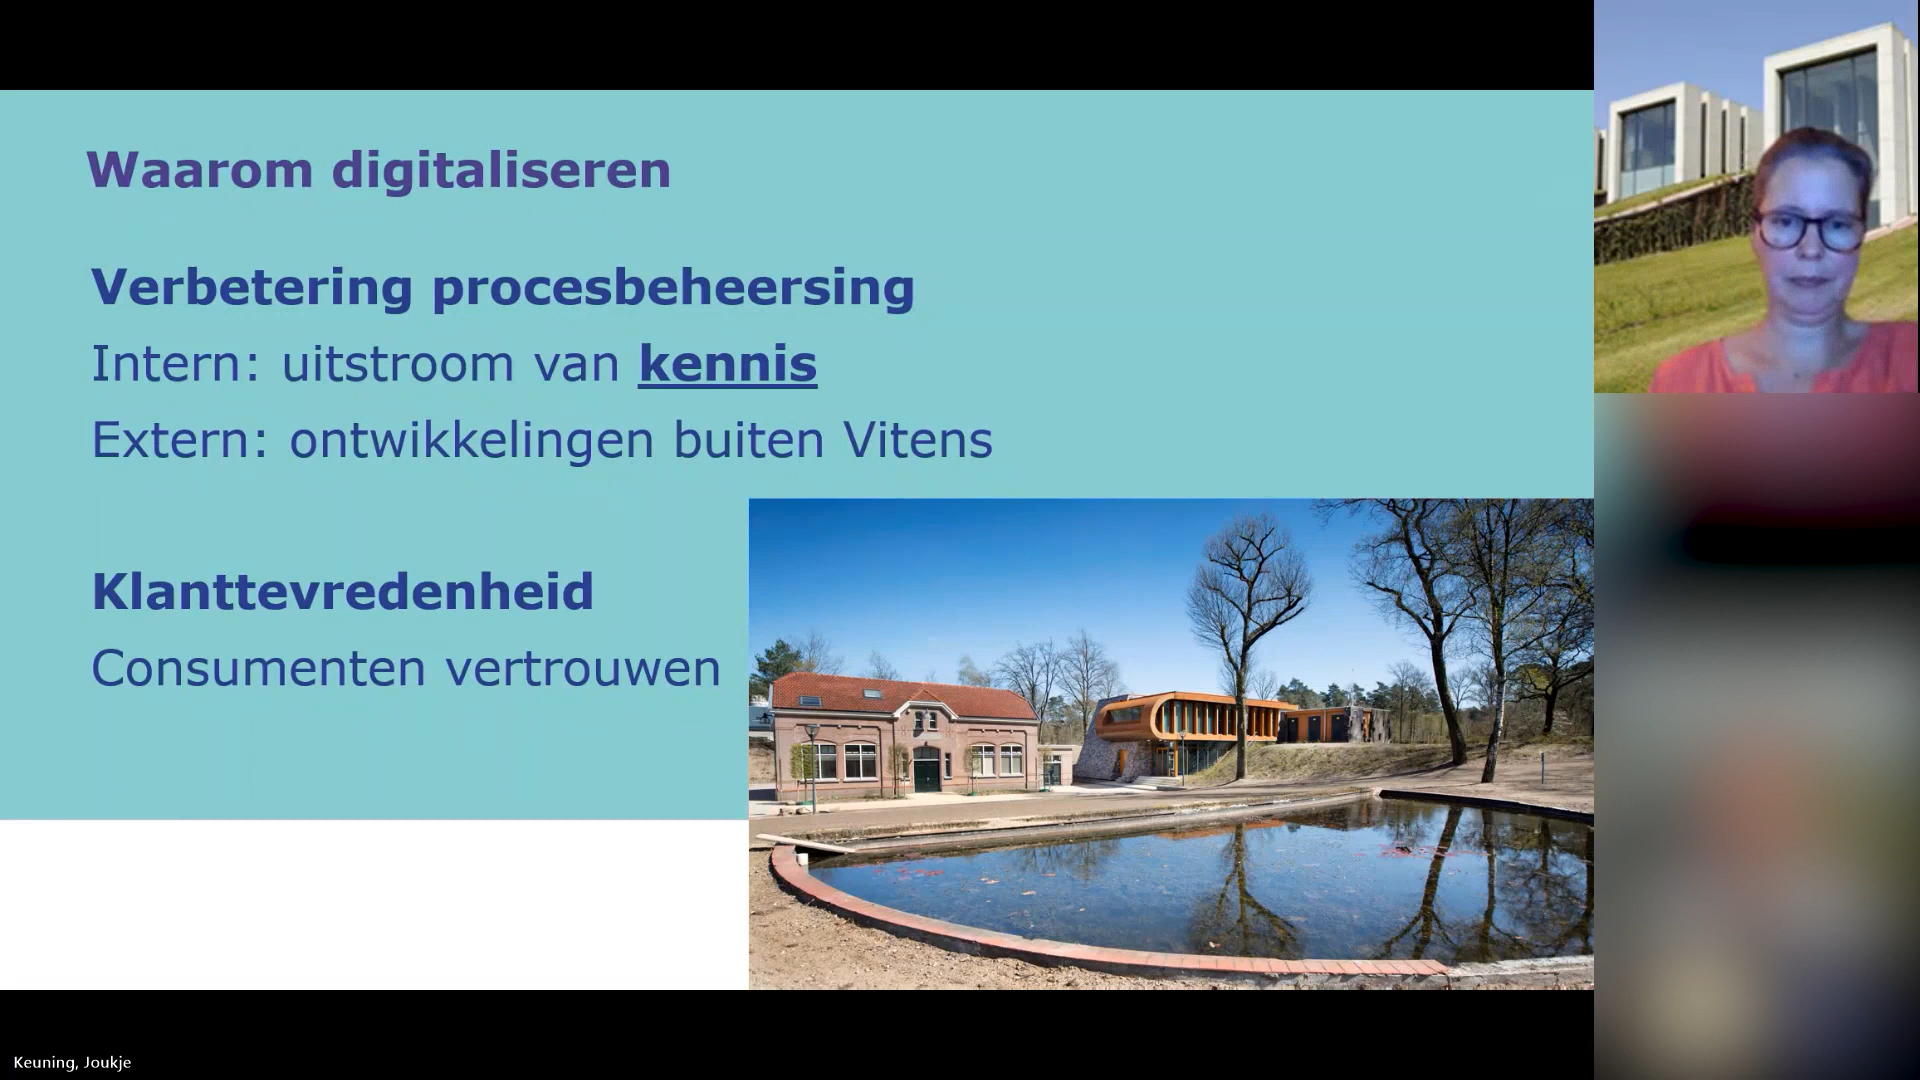 Waarom digitaliseren
Verbetering procesbeheersing
Intern: uitstroom van kennis
Extern: ontwikkelingen buiten Vitens
Klanttevredenheid
Consumenten vertrouwen
Keuning, Joukje